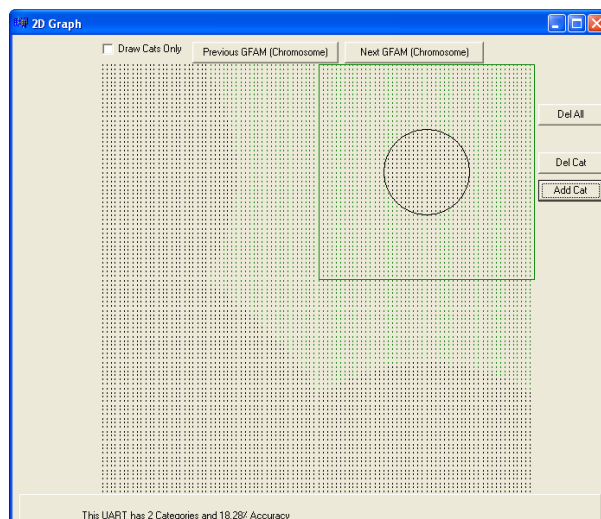 2D Graph
Draw Cats Only
Previous GFAM (Chromosome)
Next GFAM (Chromosome)
Del All
Del Cat
Add Cat
This UART has 2 Categories and 18.28% Accuracy